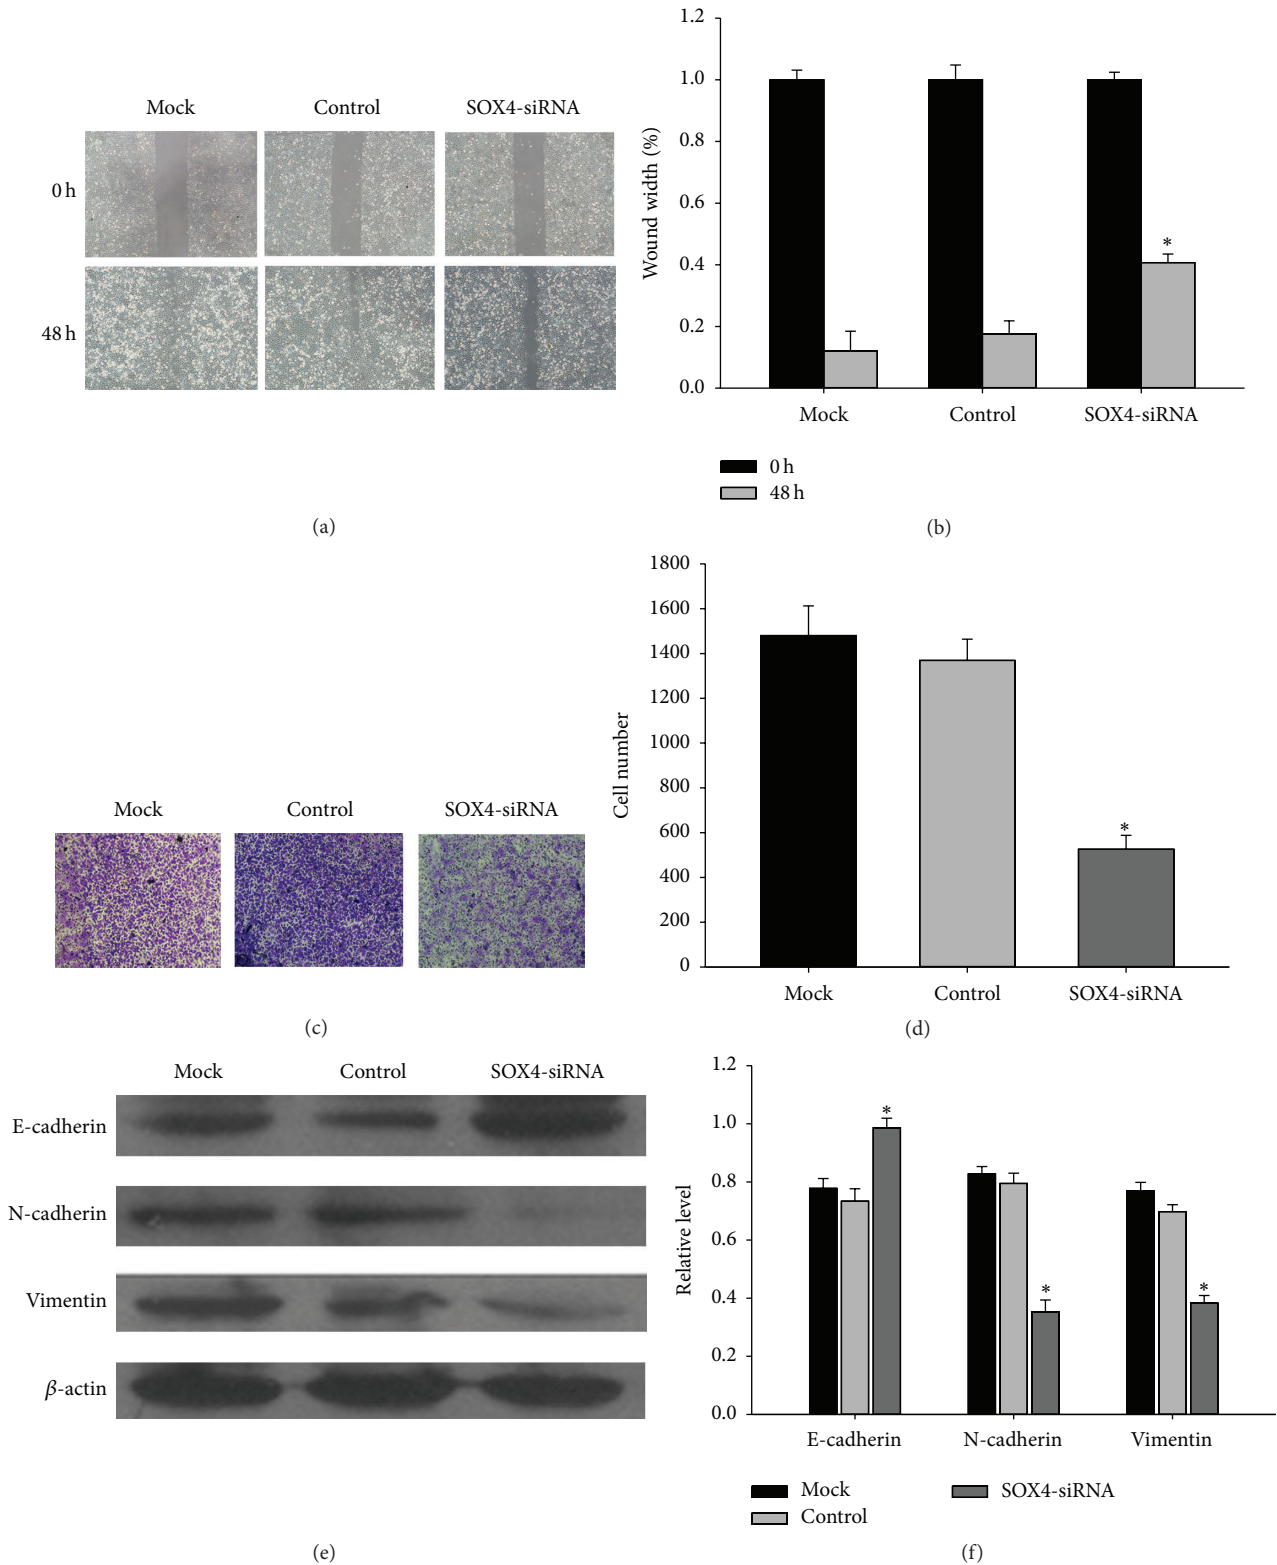 Mock Control SOX4-siRNA
0 h
48 h
(a)
1.2
1.0
0.8
0.6
0.4
0.2
0.0
Wound width (%)
*
Mock Control SOX4-siRNA
0 h
48 h
(b)
Mock Control SOX4-siRNA
(c)
1800
1600
1400
1200
1000
800
600
400
200
0
Cell number
*
Mock Control SOX4-siRNA
(d)
Mock Control SOX4-siRNA
E-cadherin
N-cadherin
Vimentin
β-actin
(e)
1.2
1.0
0.8
0.6
0.4
0.2
0.0
Relative level
*
*
*
E-cadherin N-cadherin Vimentin
Mock SOX4-siRNA
Control
(f)